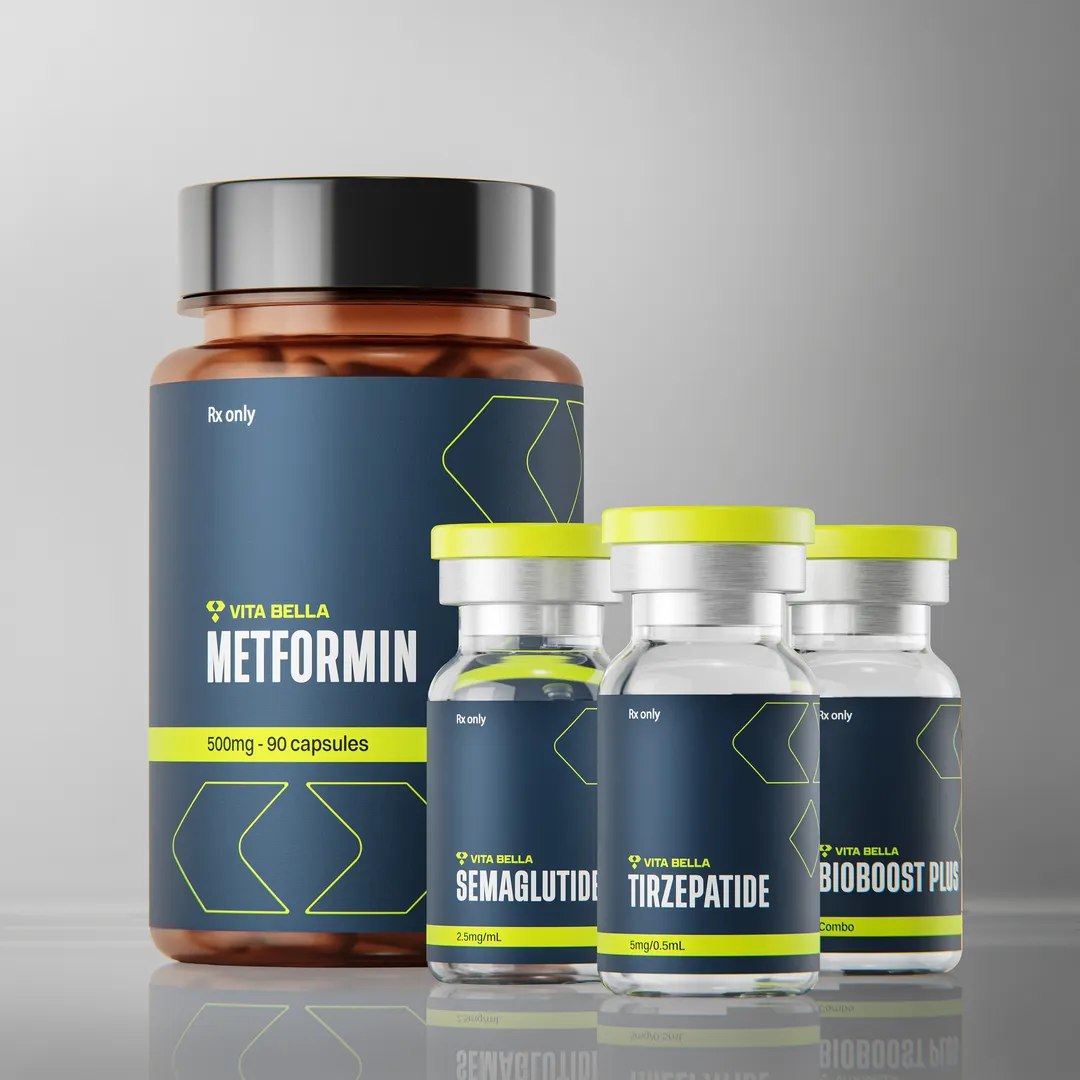 Rx only
VITA BELLA
METFORMIN
500mg - 90 capsules
Rx only
VITA BELLA
SEMAGLUTIDE
2.5mg/mL
Rx only
VITA BELLA
TIRZEPATIDE
5mg/0.5mL
Rx only
VITA BELLA
BIOBOOST PLUS
Combo